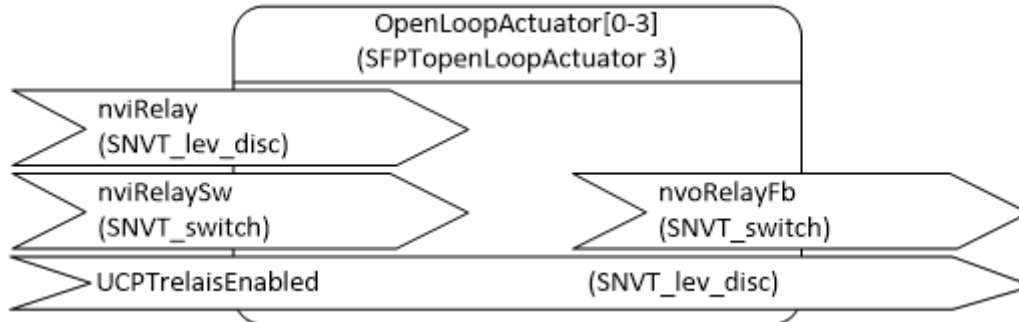 OpenLoopActuator[0-3]
(SFPTopenLoopActuator 3)
nviRelay
(SNVT_lev_disc)
nviRelaySw
(SNVT_switch)
nvoRelayFb
(SNVT_switch)
UCPTrelaisEnabled (SNVT_lev_disc)